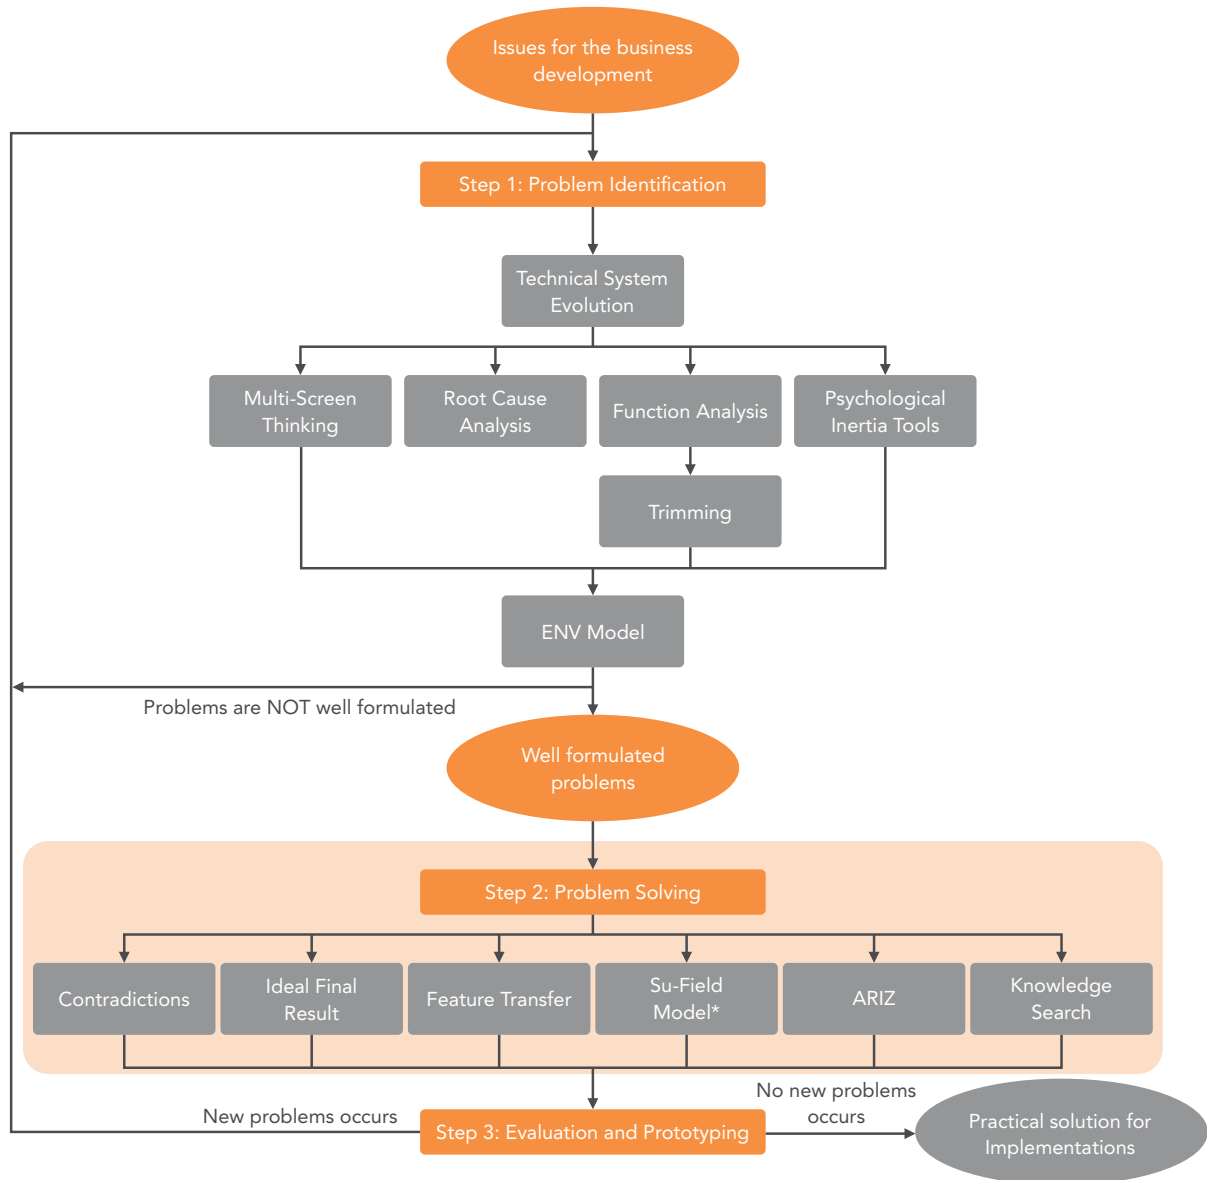 Issues for the business
development
Step 1: Problem Identification
Technical System
Evolution
Multi-Screen
Thinking
Root Cause
Analysis
Function Analysis
Psychological
Inertia Tools
Trimming
ENV Model
Problems are NOT well formulated
Well formulated
problems
Step 2: Problem Solving
Contradictions
Ideal Final
Result
Feature Transfer
Su-Field
Model*
ARIZ
Knowledge
Search
New problems occurs
Step 3: Evaluation and Prototyping
No new problems
occurs
Practical solution for
Implementations